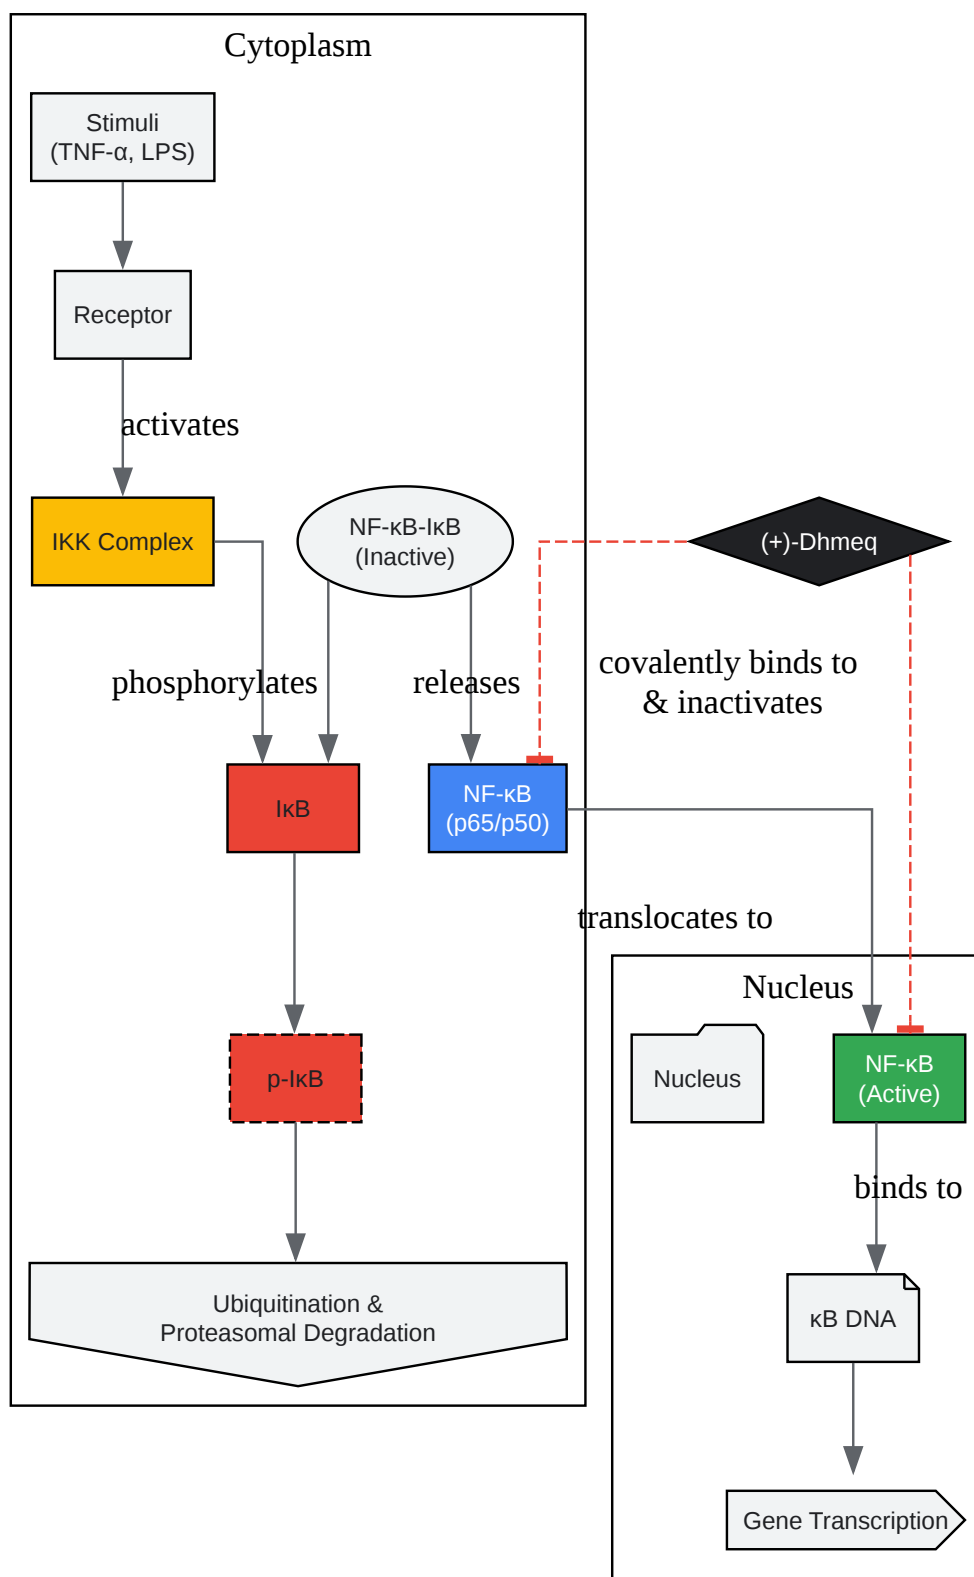 Cytoplasm
Stimuli
(TNF-α, LPS)
Receptor
activates
IKK Complex
NF-κB-IκB
(Inactive)
(+)-Dhmeq
phosphorylates
releases
covalently binds to
& inactivates
IκB
NF-κB
(p65/p50)
translocates to
Nucleus
p-IκB
Nucleus
NF-κB
(Active)
binds to
Ubiquitination &
Proteasomal Degradation
κB DNA
Gene Transcription